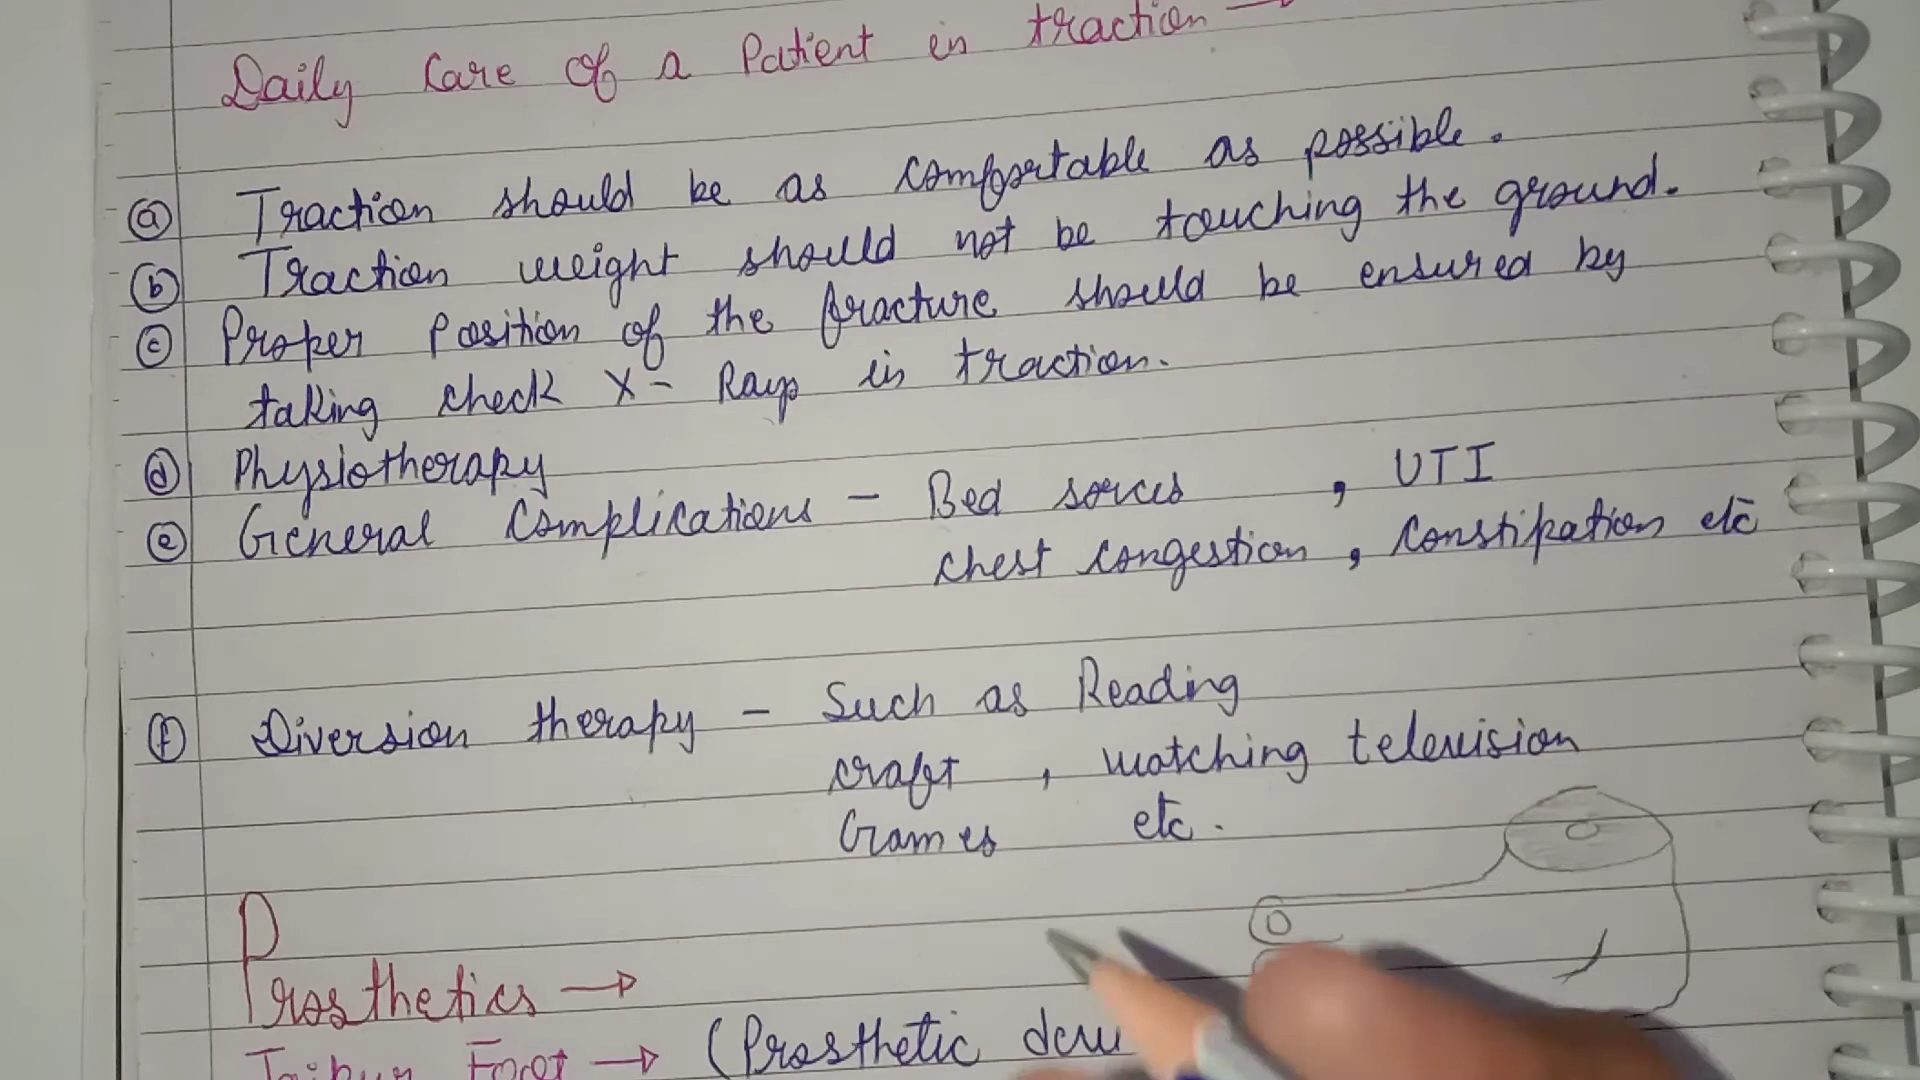 Daily Care of a Patient in traction →
(a) Traction should be as comfortable as possible.
(b) Traction weight should not be touching the ground.
(c) Proper Position of the fracture should be ensured by
taking check X-Rays in traction.
(d) Physiotherapy
(e) General Complications - Bed sores , UTI
chest congestion , constipation etc
(f) Diversion therapy - Such as Reading
craft , watching television
Games etc.
Prosthetics →
Foot → (Prosthetic